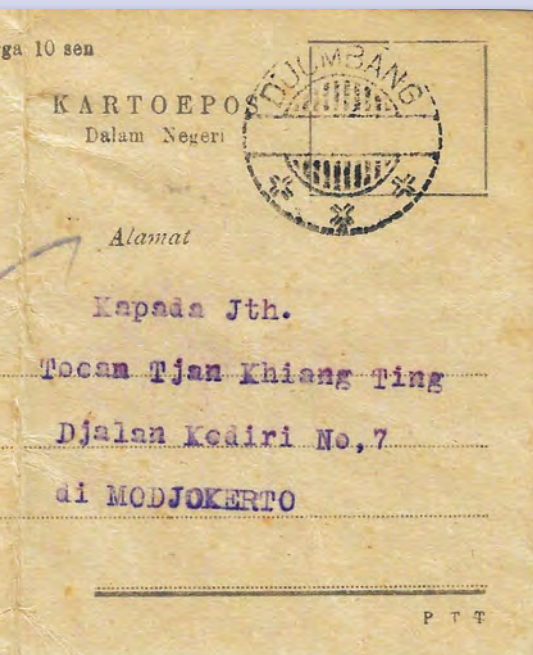 ga 10 sen
DJOMBANG
KARTOEPOS
Dalam Negeri
Alamat
Kapada Jth.
Toean Tjan Khiang Ting
Djalan Kediri No,7
di MODJOKERTO
P T T